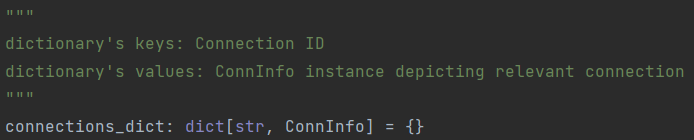 """
dictionary's keys: Connection ID
dictionary's values: ConnInfo instance depicting relevant connection
"""
connections_dict: dict[str, ConnInfo] = {}